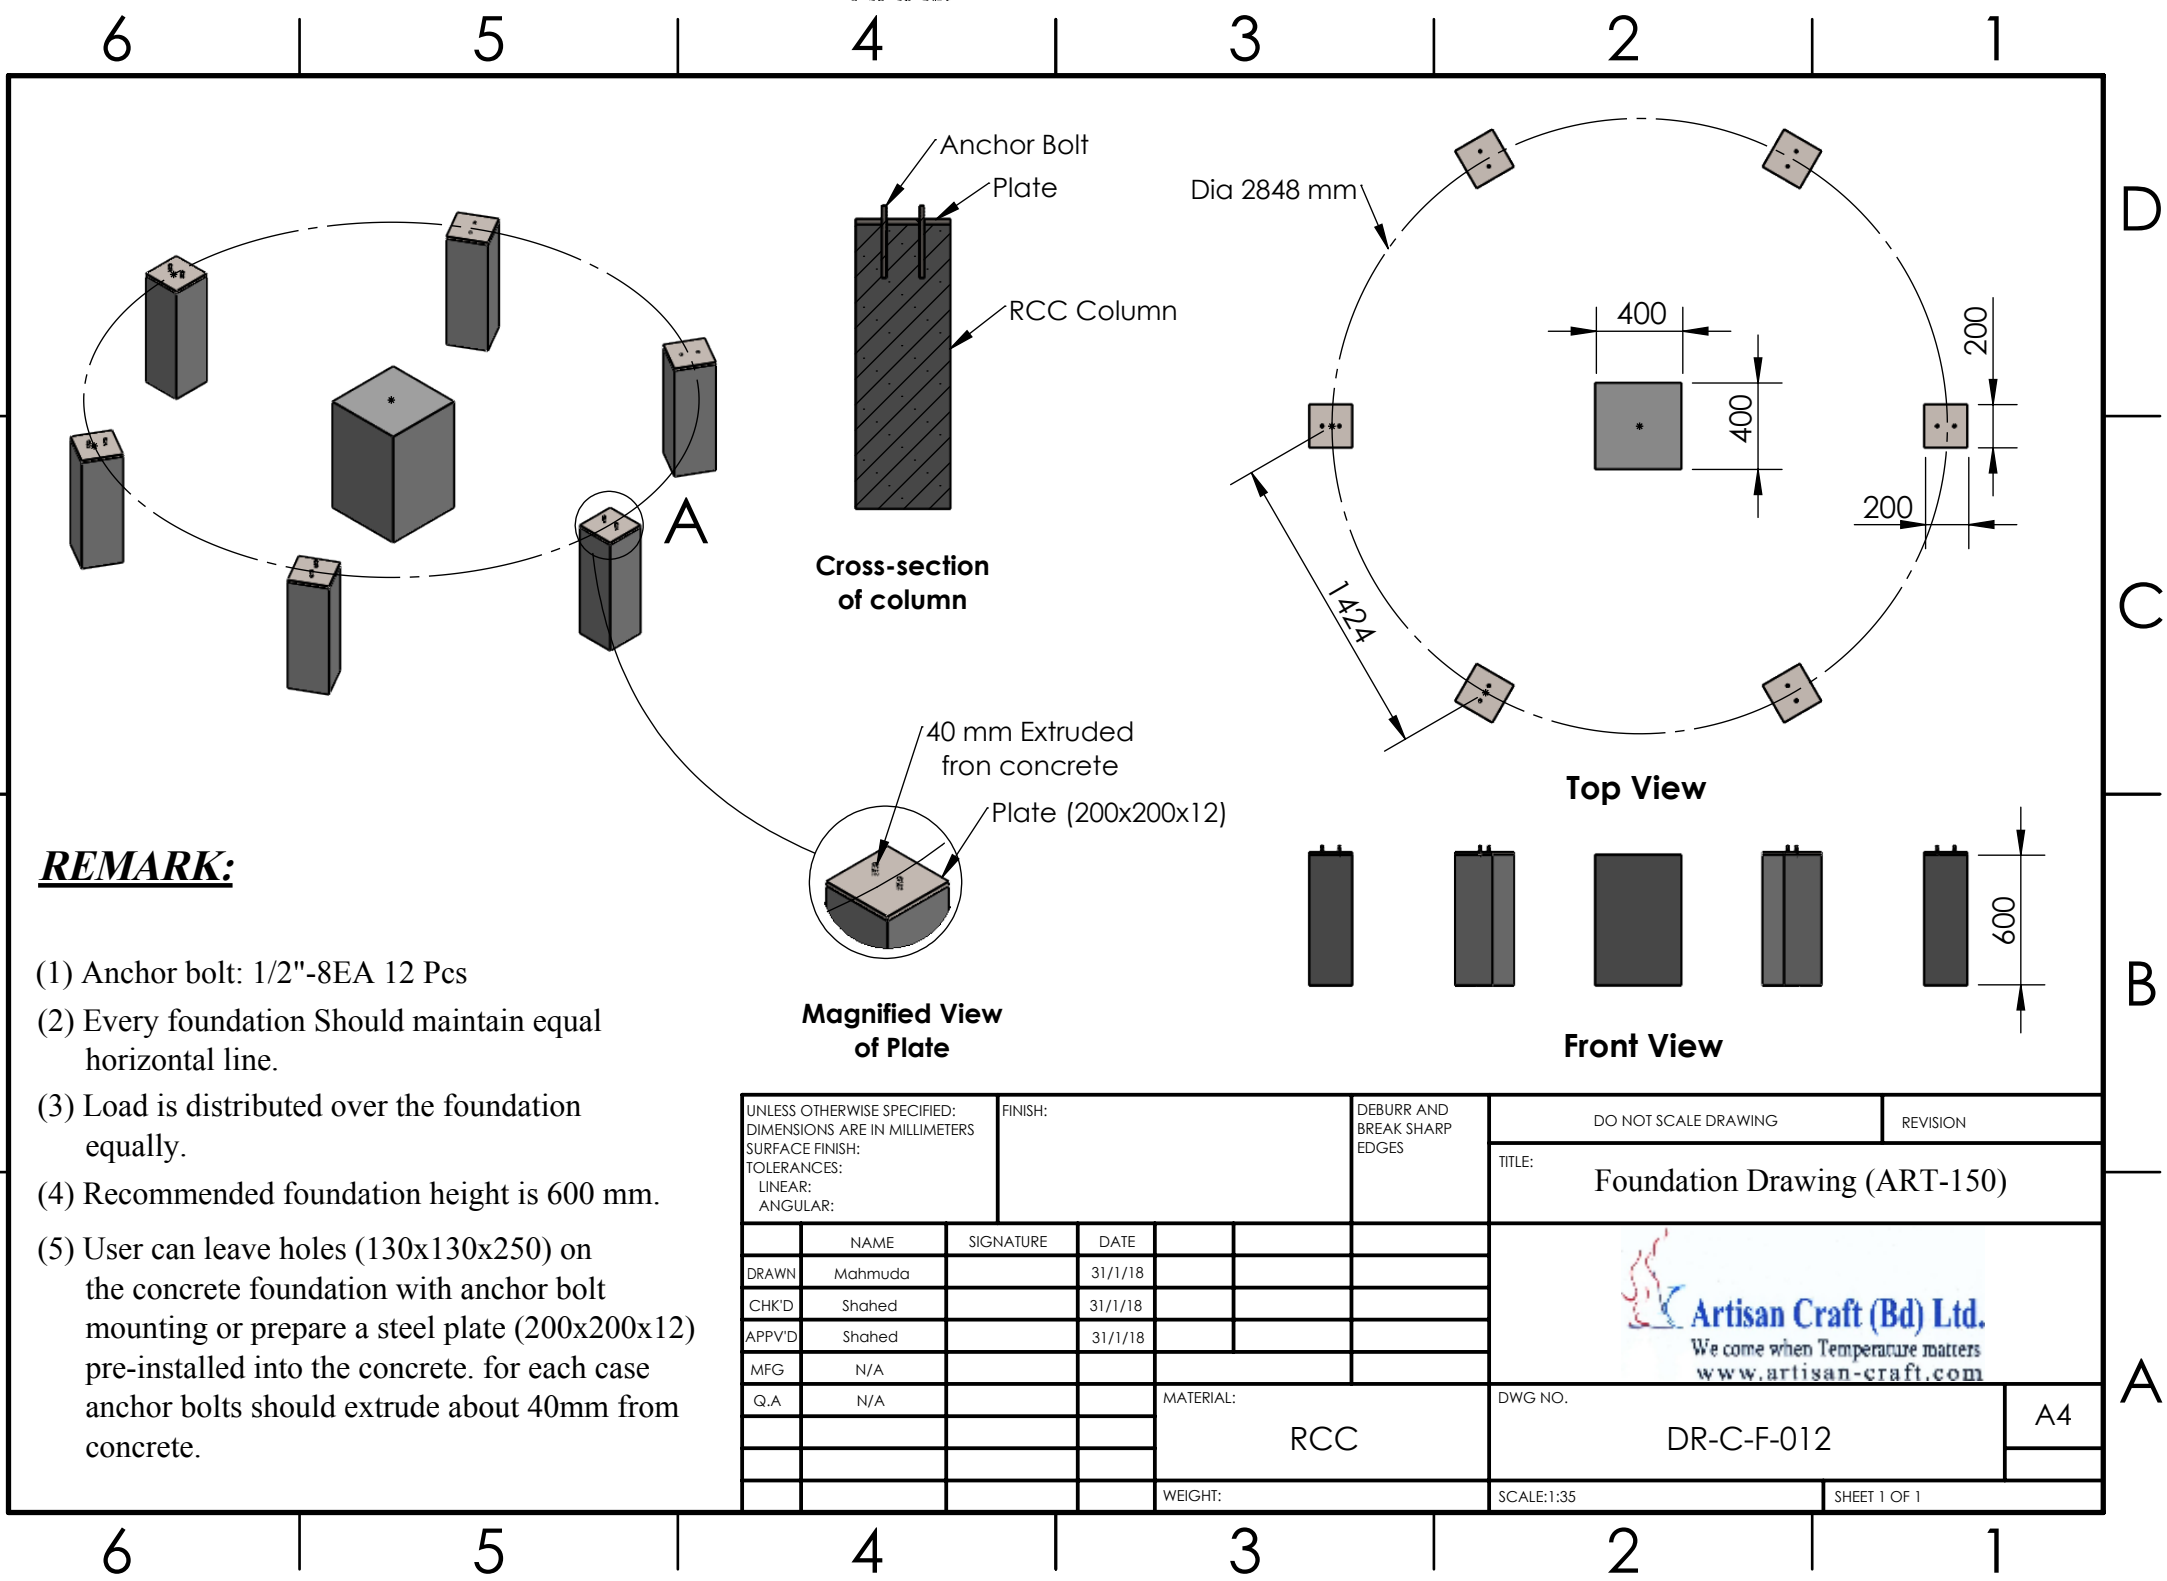 6 5 4 3 2 1
D
C
B
A
Anchor Bolt
Plate
RCC Column
Cross-section
of column
A
Dia 2848 mm
400
400
200
200
1424
Top View
40 mm Extruded
fron concrete
Plate (200x200x12)
Magnified View
of Plate
600
Front View
REMARK:
(1) Anchor bolt: 1/2"-8EA 12 Pcs
(2) Every foundation Should maintain equal
horizontal line.
(3) Load is distributed over the foundation
equally.
(4) Recommended foundation height is 600 mm.
(5) User can leave holes (130x130x250) on
the concrete foundation with anchor bolt
mounting or prepare a steel plate (200x200x12)
pre-installed into the concrete. for each case
anchor bolts should extrude about 40mm from
concrete.
UNLESS OTHERWISE SPECIFIED:
DIMENSIONS ARE IN MILLIMETERS
SURFACE FINISH:
TOLERANCES:
LINEAR:
ANGULAR:
FINISH:
DEBURR AND
BREAK SHARP
EDGES
DO NOT SCALE DRAWING
REVISION
TITLE:
Foundation Drawing (ART-150)
NAME SIGNATURE DATE
DRAWN Mahmuda 31/1/18
CHK'D Shahed 31/1/18
APPV'D Shahed 31/1/18
MFG N/A
Q.A N/A
Artisan Craft (Bd) Ltd.
We come when Temperature matters
www.artisan-craft.com
MATERIAL:
RCC
DWG NO.
DR-C-F-012
A4
WEIGHT:
SCALE:1:35
SHEET 1 OF 1
6 5 4 3 2 1